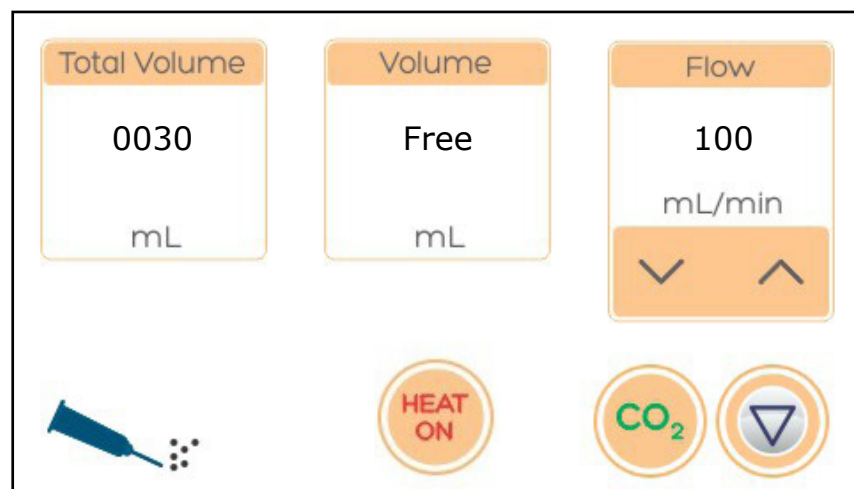 Total Volume
0030
mL
Volume
Free
mL
Flow
100
mL/min
HEAT
ON
CO₂